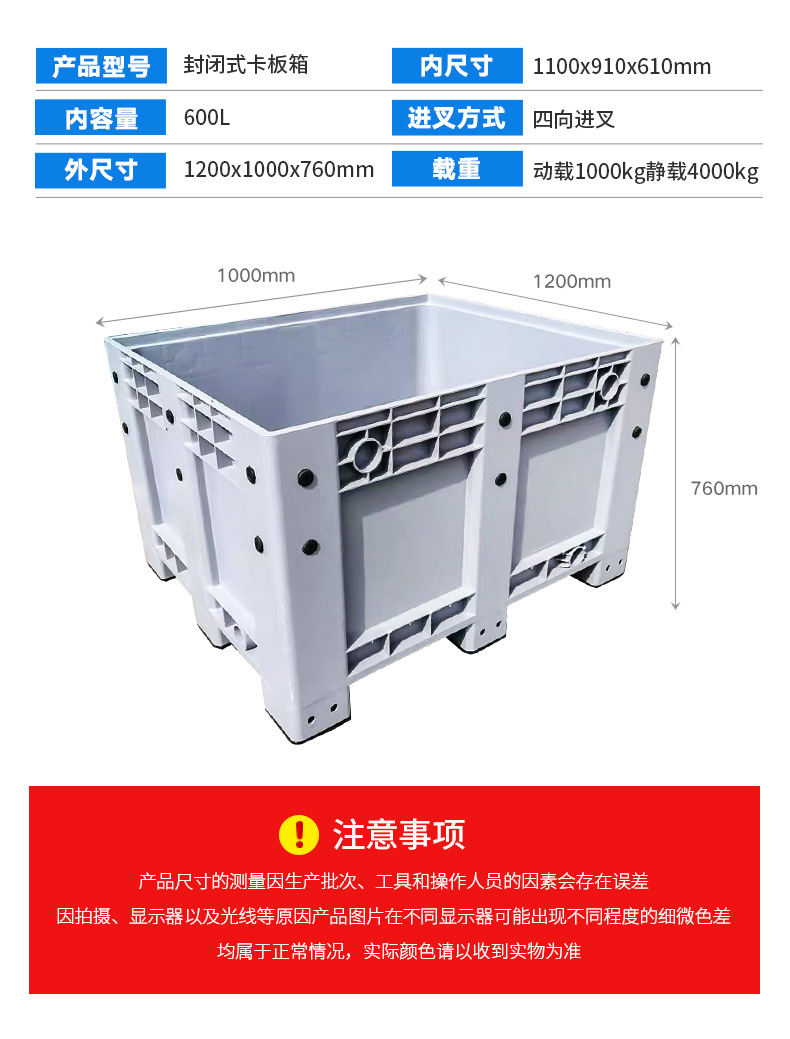 产品型号 封闭式卡板箱 内尺寸 1100x910x610mm
内容量 600L 进叉方式 四向进叉
外尺寸 1200x1000x760mm 载重 动载1000kg静载4000kg
1000mm
1200mm
760mm
注意事项
产品尺寸的测量因生产批次、工具和操作人员的因素会存在误差
因拍摄、显示器以及光线等原因产品图片在不同显示器可能出现不同程度的细微色差
均属于正常情况，实际颜色请以收到实物为准